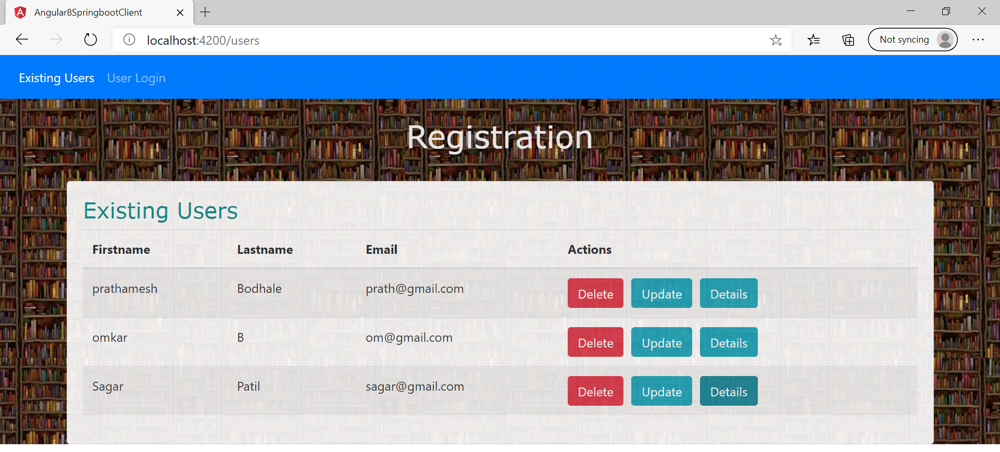 Angular8SpringbootClient
localhost:4200/users
Not syncing
Existing Users User Login
Registration
Existing Users
Firstname Lastname Email Actions
prathamesh Bodhale prath@gmail.com Delete Update Details
omkar B om@gmail.com Delete Update Details
Sagar Patil sagar@gmail.com Delete Update Details